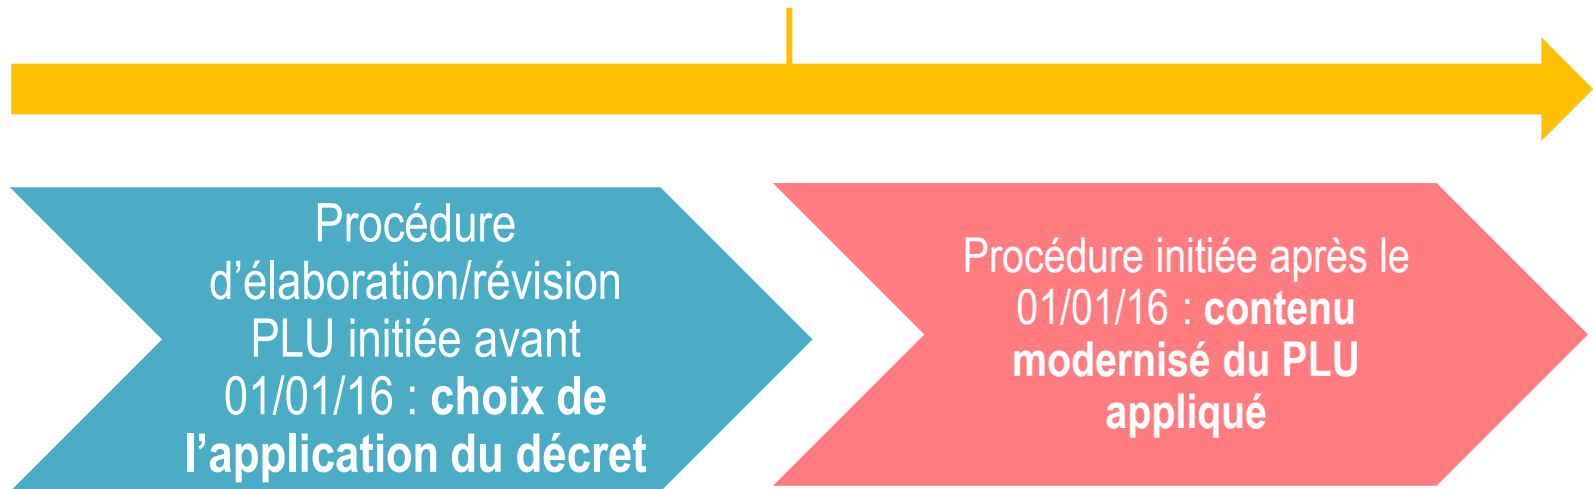 Procédure
d’élaboration/révision
PLU initiée avant
01/01/16 : choix de
l’application du décret
Procédure initiée après le
01/01/16 : contenu
modernisé du PLU
appliqué